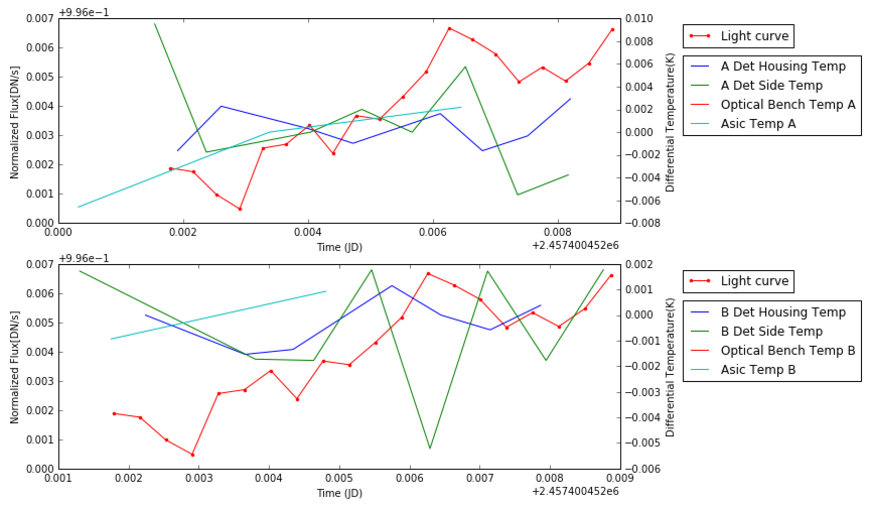 +9.96e−1
0.007
0.006
0.005
0.004
0.003
0.002
0.001
0.000
Normalized Flux[DN/s]
0.000
0.002
0.004
0.006
0.008
Time (JD)
+2.457400452e6
0.010
0.008
0.006
0.004
0.002
0.000
−0.002
−0.004
−0.006
−0.008
Differential Temperature(K)
Light curve
A Det Housing Temp
A Det Side Temp
Optical Bench Temp A
Asic Temp A
+9.96e−1
0.007
0.006
0.005
0.004
0.003
0.002
0.001
0.000
Normalized Flux[DN/s]
0.001
0.002
0.003
0.004
0.005
0.006
0.007
0.008
0.009
Time (JD)
+2.457400452e6
0.002
0.001
0.000
−0.001
−0.002
−0.003
−0.004
−0.005
−0.006
Differential Temperature(K)
Light curve
B Det Housing Temp
B Det Side Temp
Optical Bench Temp B
Asic Temp B